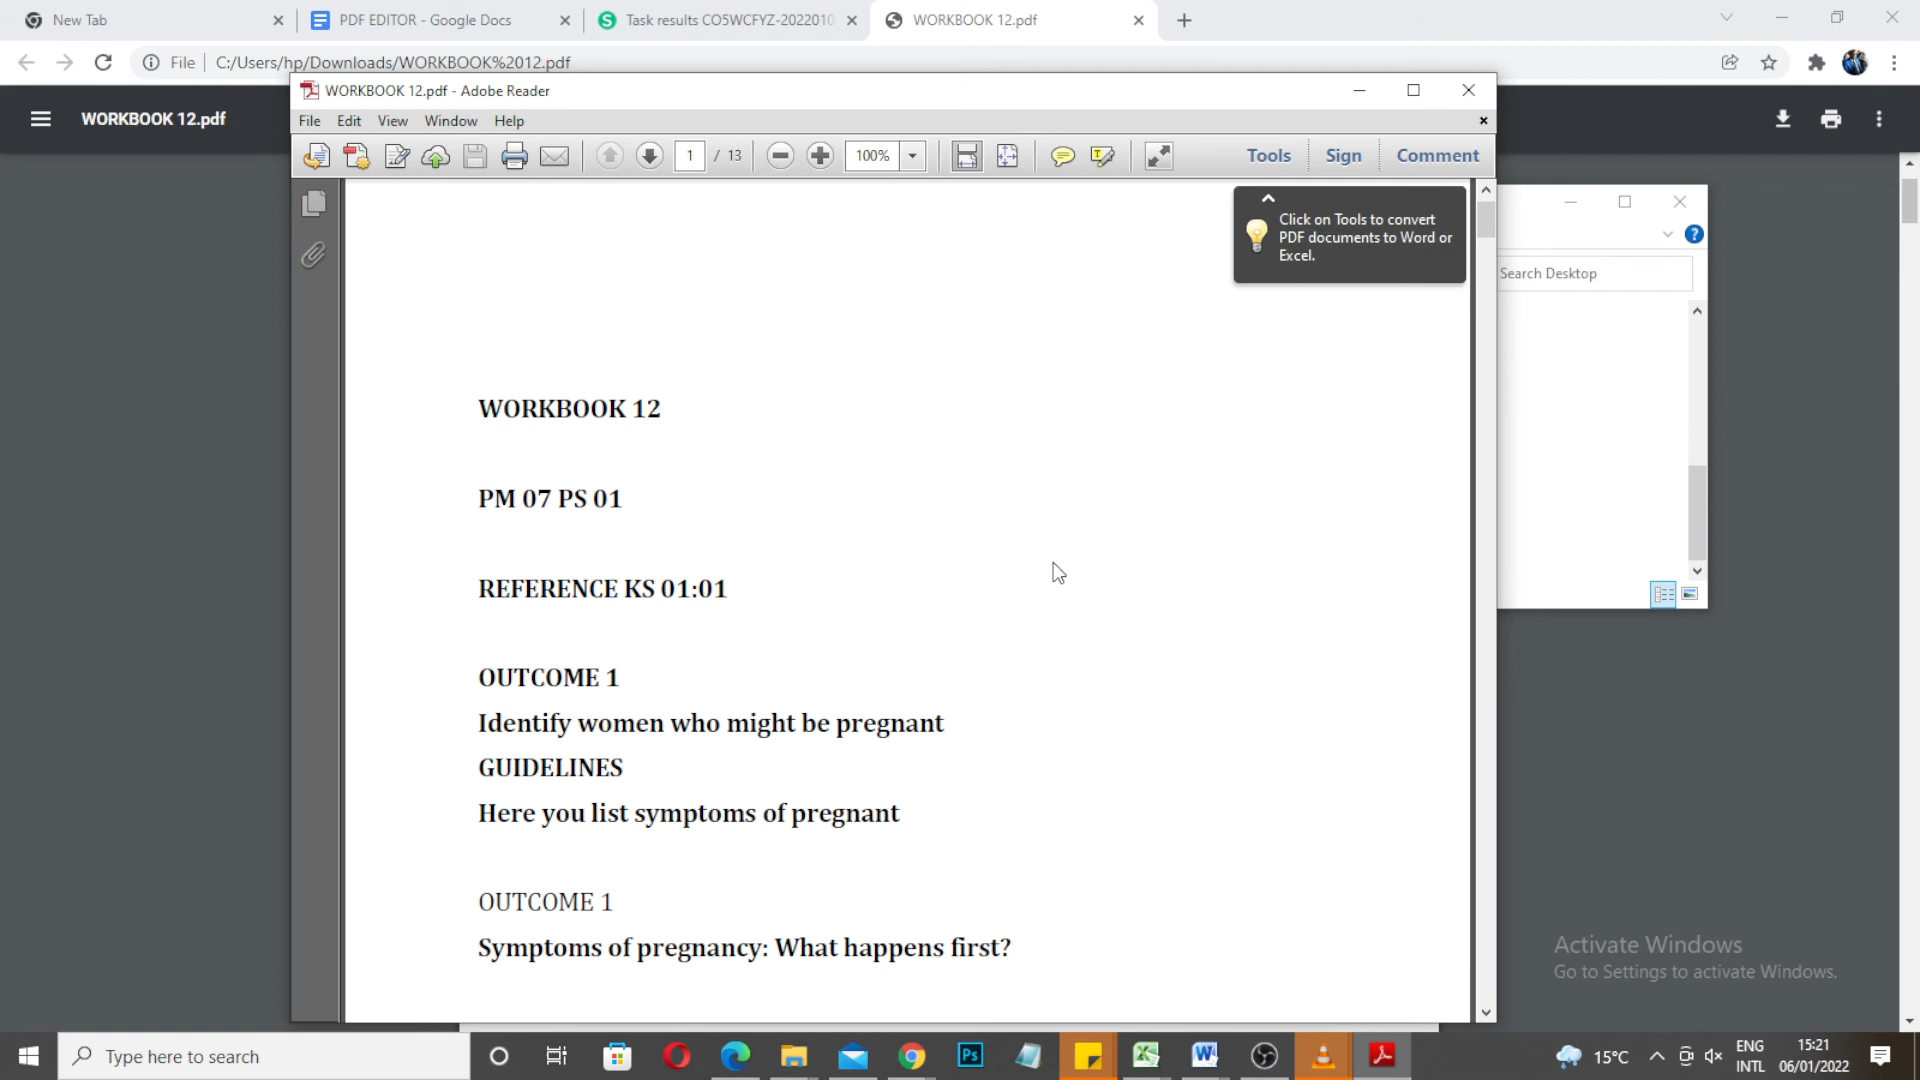 New Tab
PDF EDITOR - Google Docs
Task results CO5WCFYZ-2022010
WORKBOOK 12.pdf
File
C:/Users/hp/Downloads/WORKBOOK%2012.pdf
WORKBOOK 12.pdf
WORKBOOK 12.pdf - Adobe Reader
File Edit View Window Help
1 / 13
100%
Tools Sign Comment
Click on Tools to convert
PDF documents to Word or
Excel.
Search Desktop
WORKBOOK 12
PM 07 PS 01
REFERENCE KS 01:01
OUTCOME 1
Identify women who might be pregnant
GUIDELINES
Here you list symptoms of pregnant
OUTCOME 1
Symptoms of pregnancy: What happens first?
Activate Windows
Go to Settings to activate Windows.
Type here to search
Ps
15°C
ENG
INTL
15:21
06/01/2022